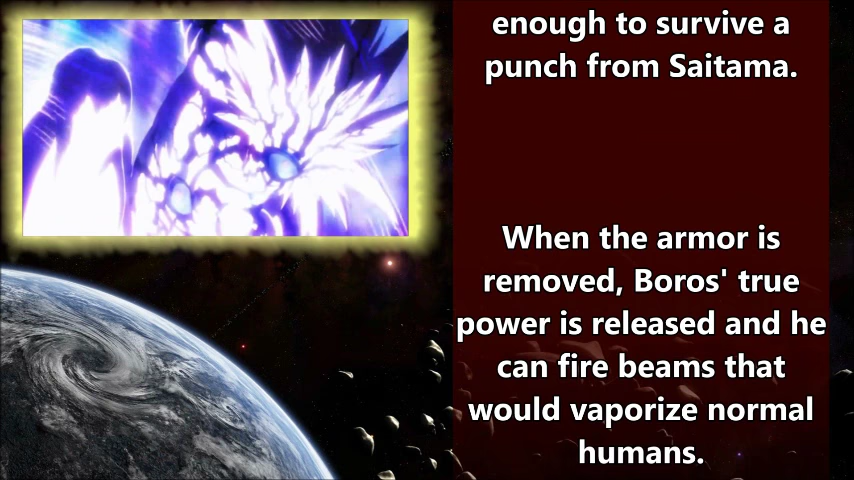 enough to survive a
punch from Saitama.
When the armor is
removed, Boros' true
power is released and he
can fire beams that
would vaporize normal
humans.